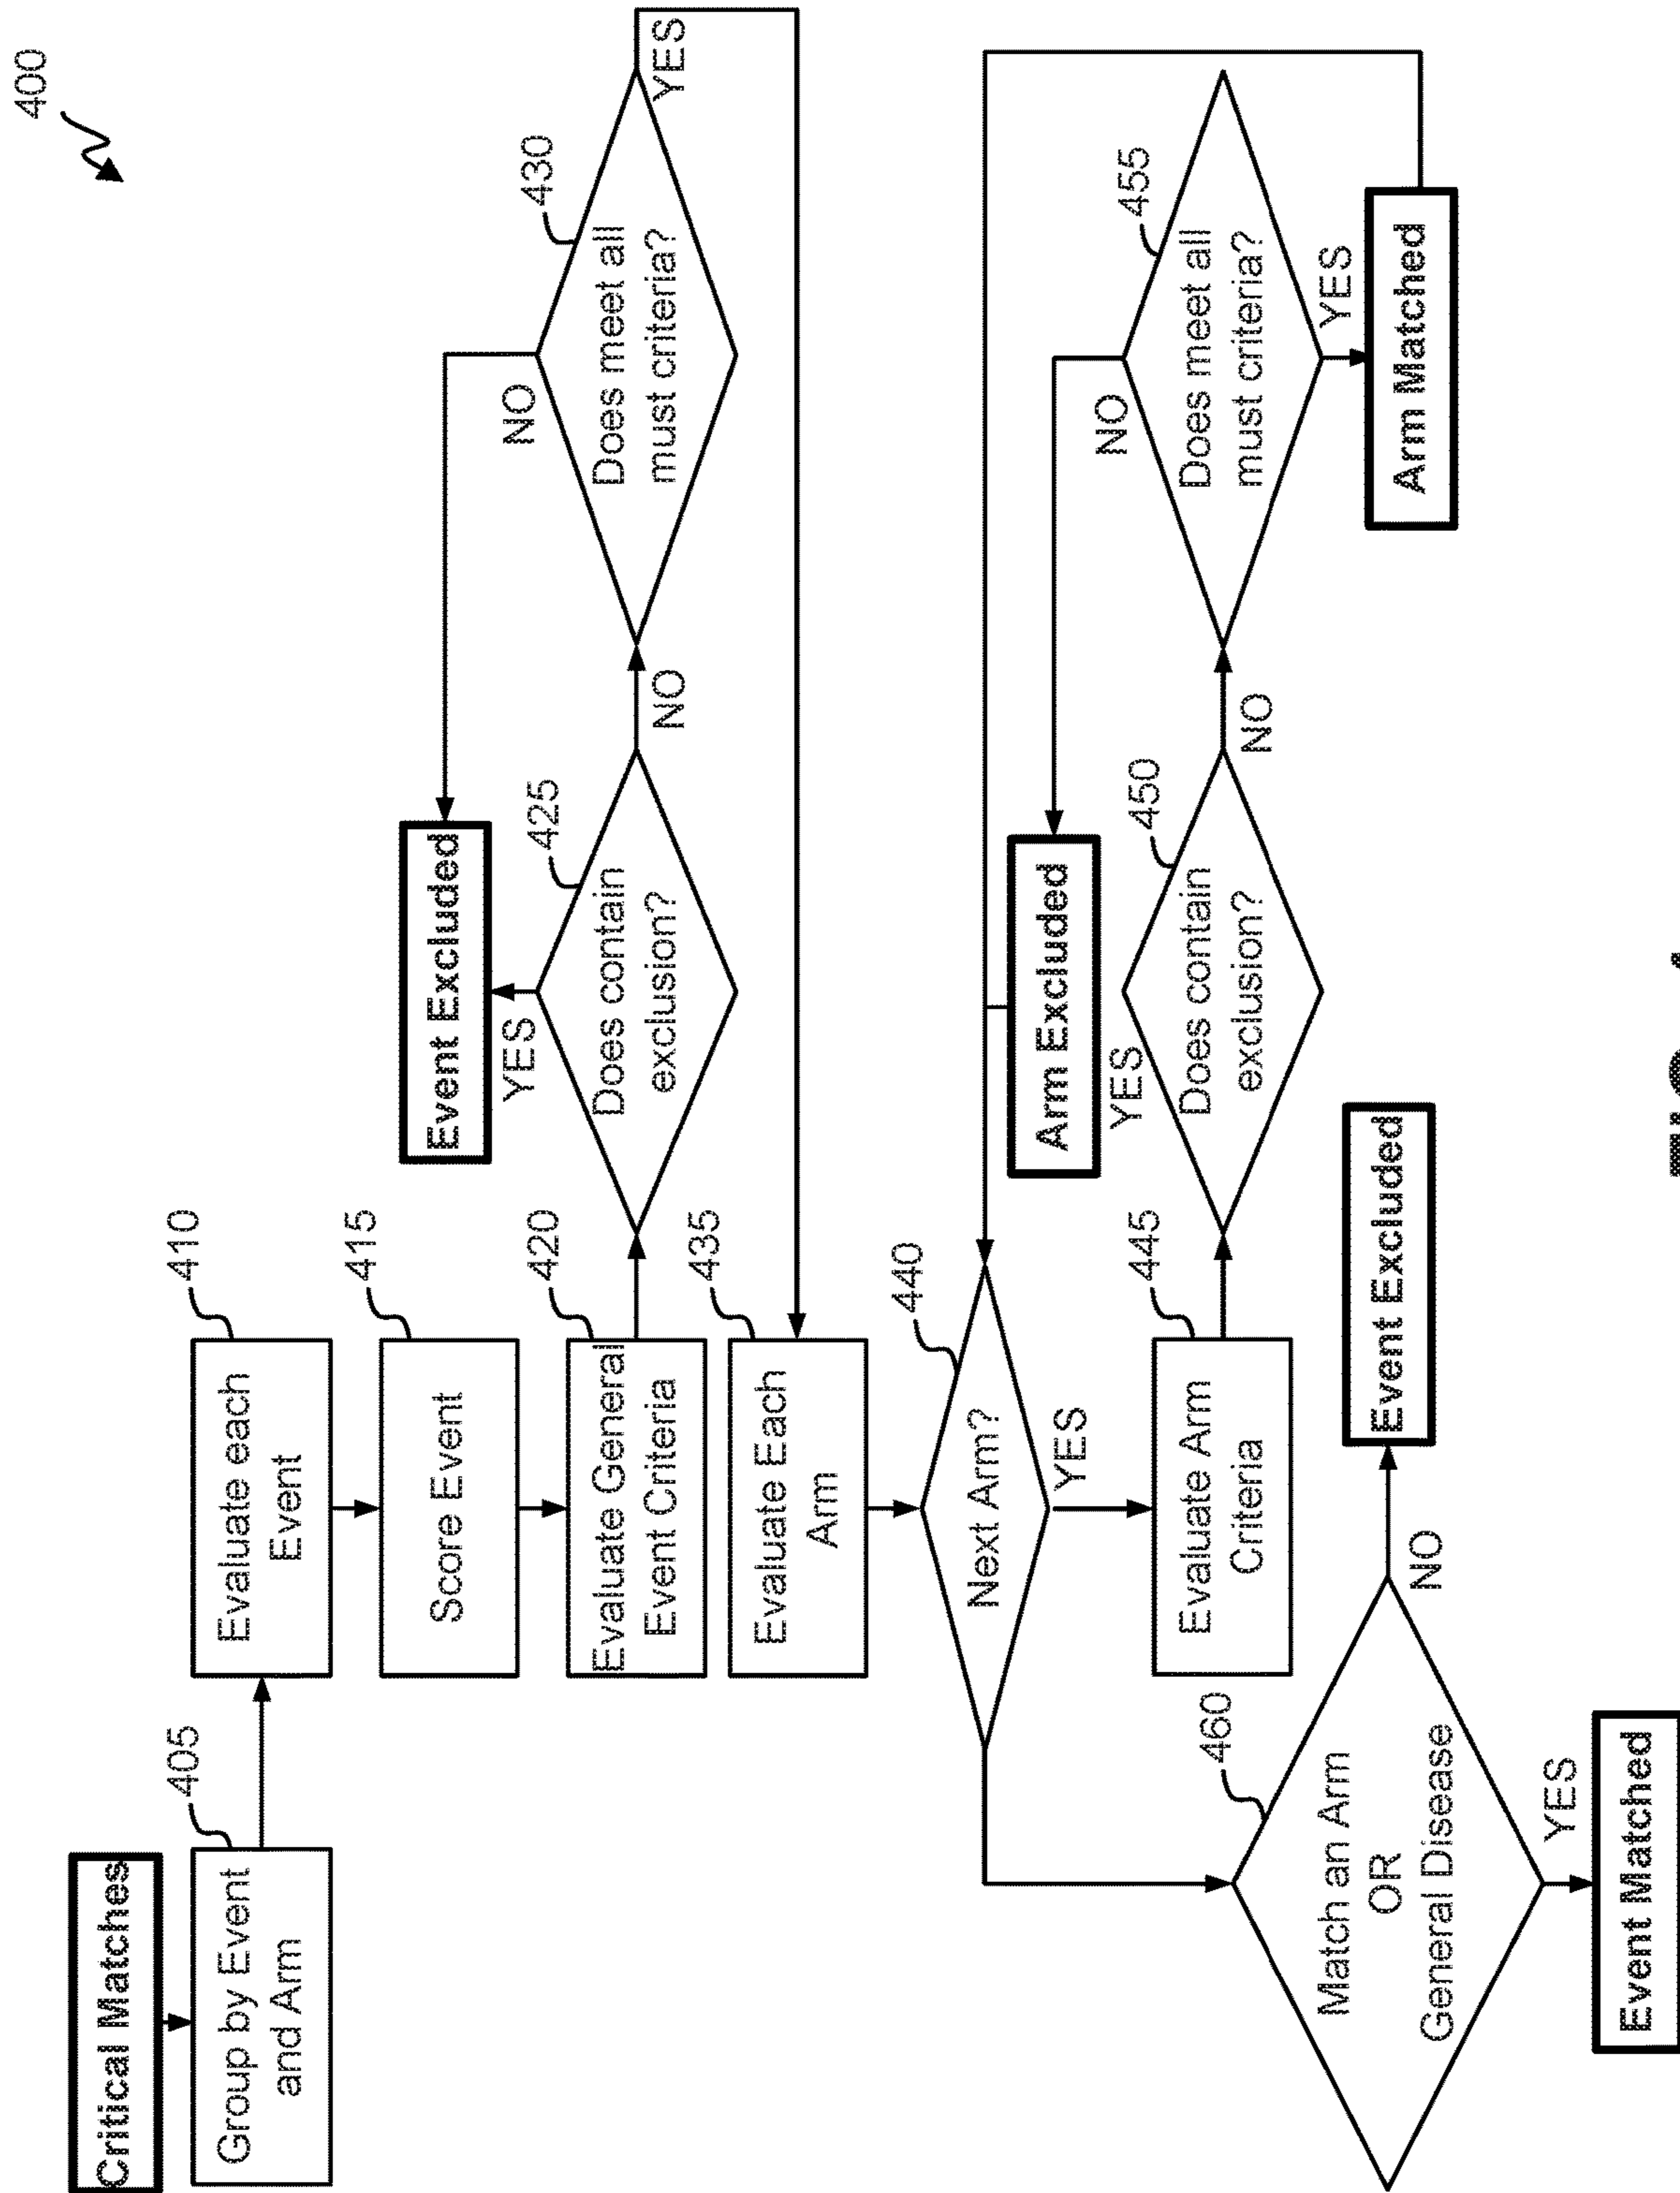 400
Critical Matches
Group by Event
and Arm
405
Evaluate each
Event
410
Score Event
415
Evaluate General
Event Criteria
420
Does contain
exclusion?
425
YES
NO
Event Excluded
Does meet all
must criteria?
430
NO
YES
Evaluate Each
Arm
435
Next Arm?
440
YES
Evaluate Arm
Criteria
445
Does contain
exclusion?
450
YES
NO
Arm Excluded
Does meet all
must criteria?
455
NO
YES
Arm Matched
Match an Arm
OR
General Disease
460
NO
YES
Event Excluded
Event Matched